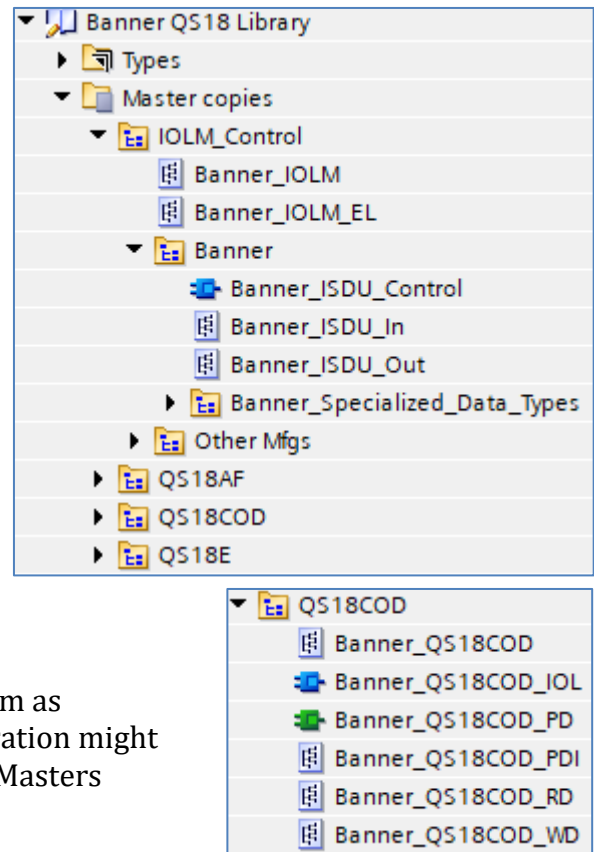 Banner QS18 Library
Types
Master copies
IOLM_Control
Banner_IOLM
Banner_IOLM_EL
Banner
Banner_ISDU_Control
Banner_ISDU_In
Banner_ISDU_Out
Banner_Specialized_Data_Types
Other Mfgs
QS18AF
QS18COD
QS18E
QS18COD
Banner_QS18COD
Banner_QS18COD_IOL
Banner_QS18COD_PD
Banner_QS18COD_PDI
Banner_QS18COD_RD
Banner_QS18COD_WD
m as
ration might
Masters